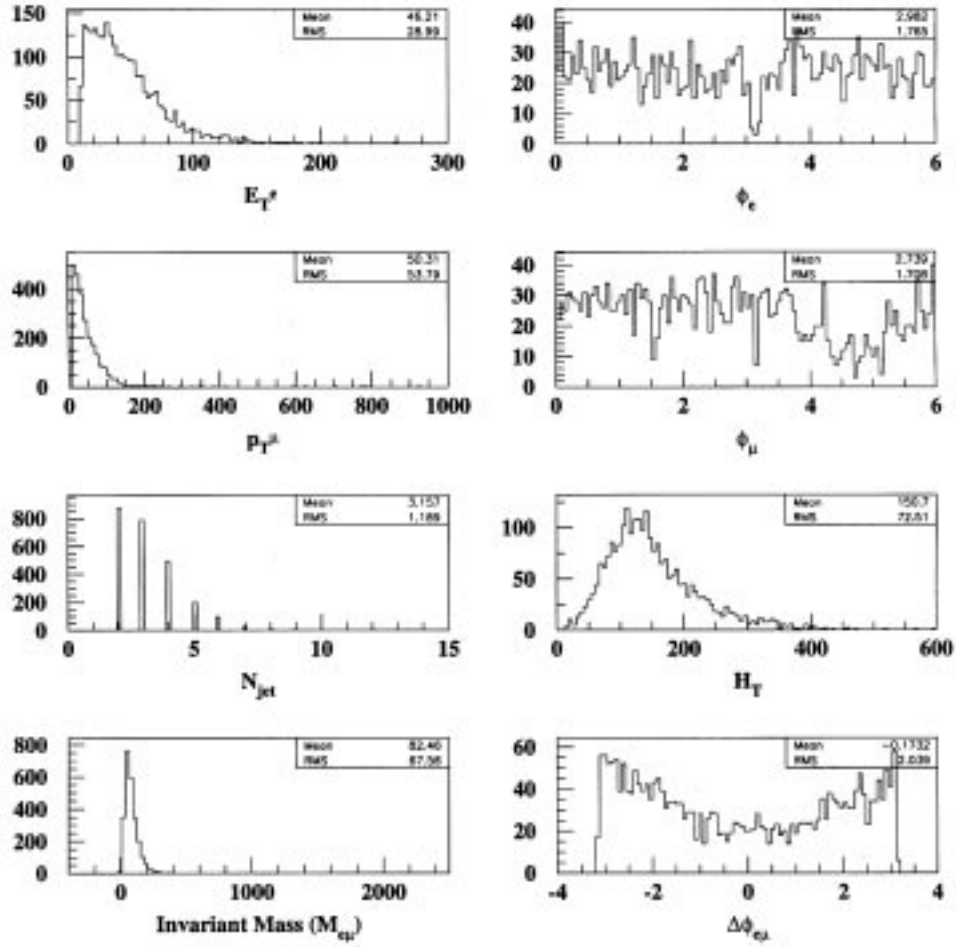 Mean 46.21
RMS 28.99
150
100
50
0
0 100 200 300
E_T^e
Mean 2.982
RMS 1.765
40
30
20
10
0
0 2 4 6
ϕ_e
Mean 50.31
RMS 53.79
400
200
0
0 200 400 600 800 1000
p_T^μ
Mean 2.739
RMS 1.708
40
30
20
10
0
0 2 4 6
ϕ_μ
Mean 3.157
RMS 1.189
800
600
400
200
0
0 5 10 15
N_jet
Mean 150.7
RMS 72.51
100
50
0
0 200 400 600
H_T
Mean 82.46
RMS 67.56
800
600
400
200
0
0 1000 2000
Invariant Mass (M_eμ)
Mean -0.1732
RMS 2.039
60
40
20
0
-4 -2 0 2 4
Δϕ_eμ